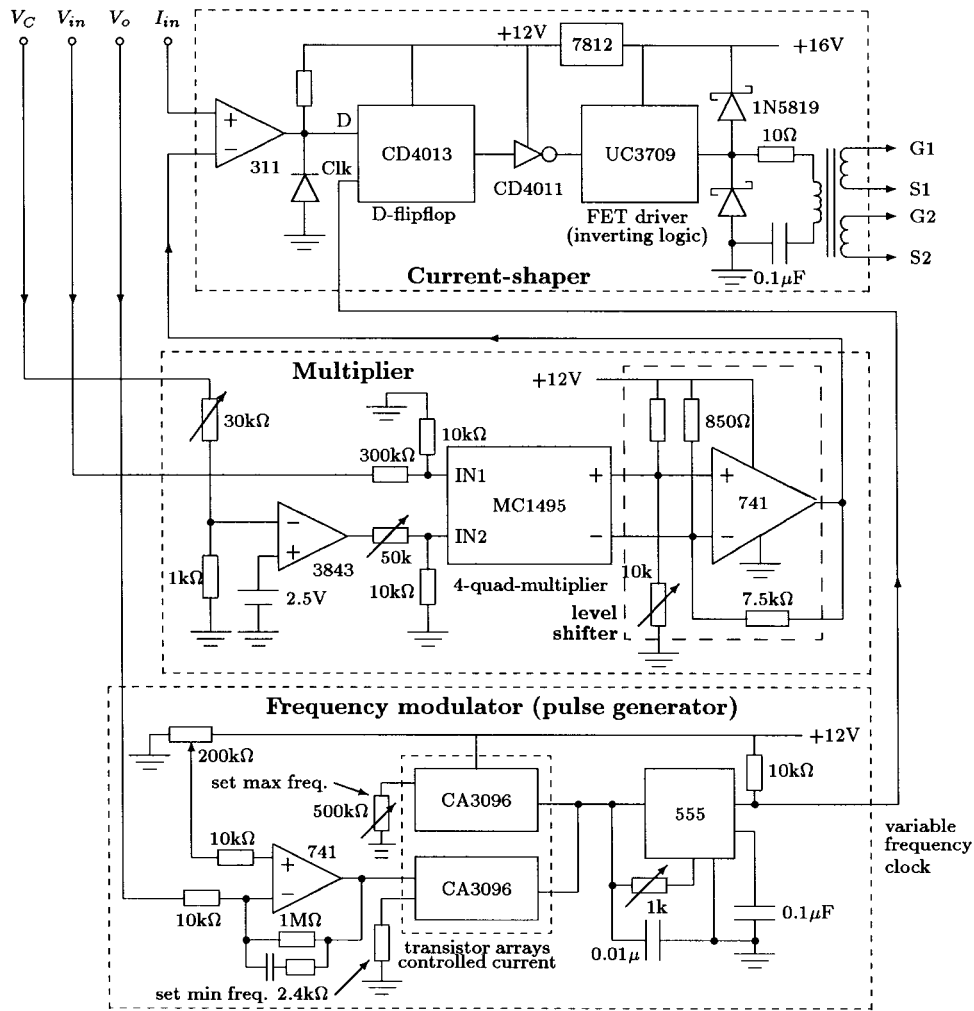 V_C V_in V_o I_in
+12V
7812
+16V
1N5819
10Ω
+
−
311
D
Clk
CD4013
D-flipflop
CD4011
UC3709
FET driver
(inverting logic)
G1
S1
G2
S2
0.1μF
Current-shaper
Multiplier
+12V
30kΩ
10kΩ
300kΩ
850Ω
IN1
+
MC1495
IN2
−
4-quad-multiplier
+
741
−
−
+
3843
50k
1kΩ
2.5V
10kΩ
10k
7.5kΩ
level
shifter
Frequency modulator (pulse generator)
+12V
200kΩ
set max freq.
500kΩ
CA3096
10kΩ
555
variable
frequency
clock
10kΩ
+
741
−
10kΩ
1MΩ
CA3096
1k
0.1μF
0.01μ
transistor arrays
controlled current
set min freq. 2.4kΩ